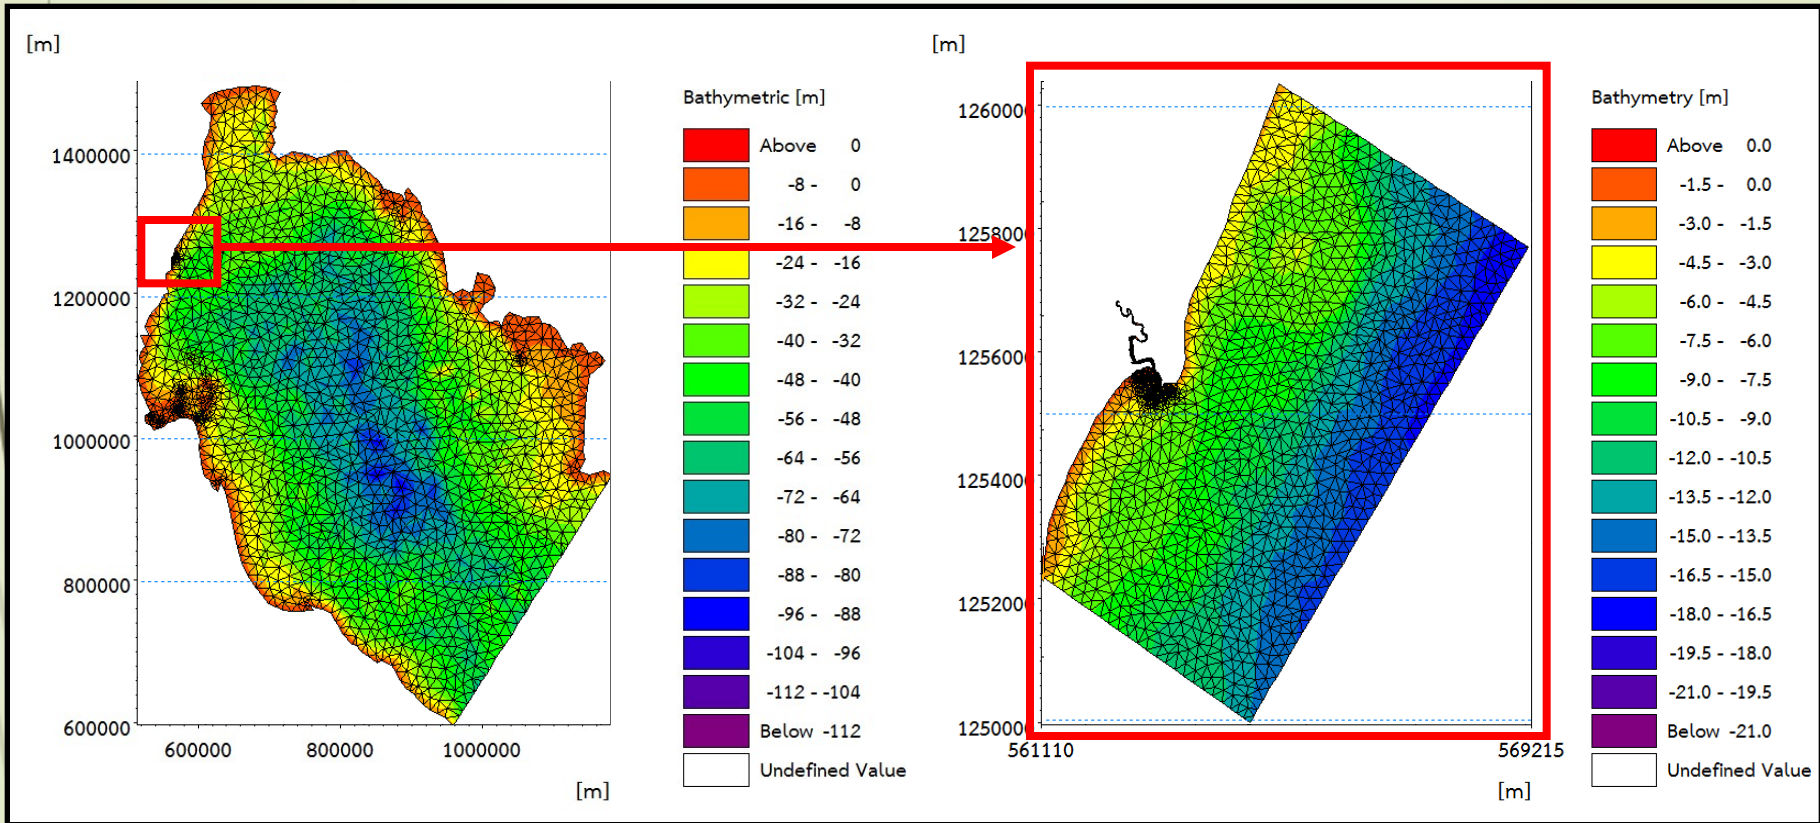 [m]
1400000
1200000
1000000
800000
600000
600000 800000 1000000
[m]
Bathymetric [m]
Above 0
-8 - 0
-16 - -8
-24 - -16
-32 - -24
-40 - -32
-48 - -40
-56 - -48
-64 - -56
-72 - -64
-80 - -72
-88 - -80
-96 - -88
-104 - -96
-112 - -104
Below -112
Undefined Value
[m]
1260000
1258000
1256000
1254000
1252000
1250000
561110 569215
[m]
Bathymetry [m]
Above 0.0
-1.5 - 0.0
-3.0 - -1.5
-4.5 - -3.0
-6.0 - -4.5
-7.5 - -6.0
-9.0 - -7.5
-10.5 - -9.0
-12.0 - -10.5
-13.5 - -12.0
-15.0 - -13.5
-16.5 - -15.0
-18.0 - -16.5
-19.5 - -18.0
-21.0 - -19.5
Below -21.0
Undefined Value